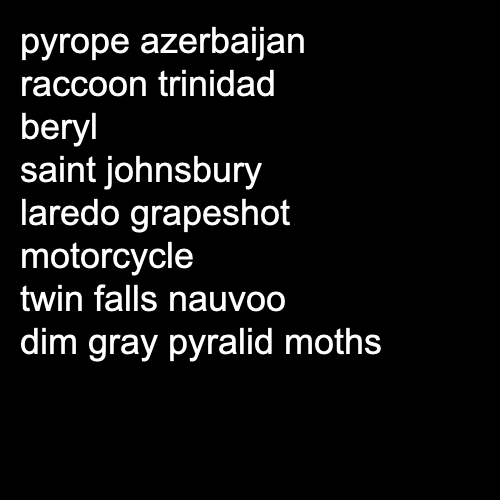 pyrope azerbaijan
raccoon trinidad
beryl
saint johnsbury
laredo grapeshot
motorcycle
twin falls nauvoo
dim gray pyralid moths